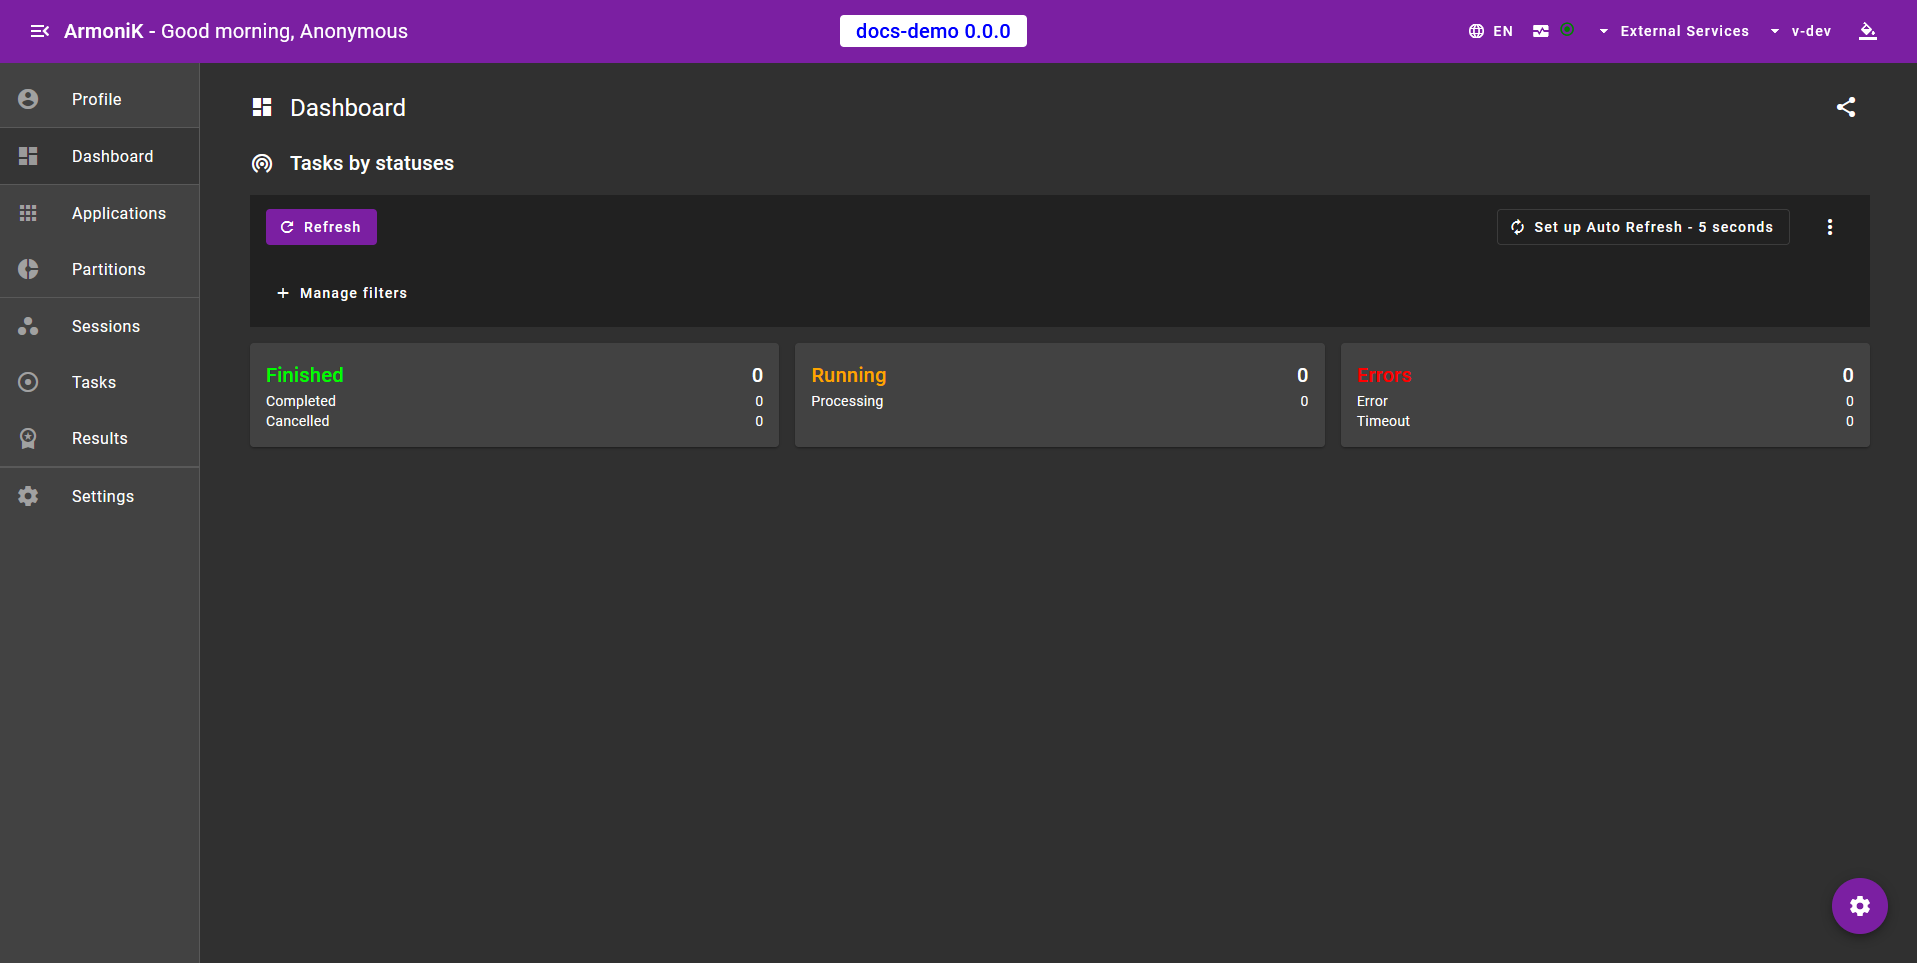 ArmoniK - Good morning, Anonymous
docs-demo 0.0.0
EN
External Services
v-dev
Profile
Dashboard
Applications
Partitions
Sessions
Tasks
Results
Settings
Dashboard
Tasks by statuses
Refresh
Set up Auto Refresh - 5 seconds
Manage filters
Finished 0
Completed 0
Cancelled 0
Running 0
Processing 0
Errors 0
Error 0
Timeout 0